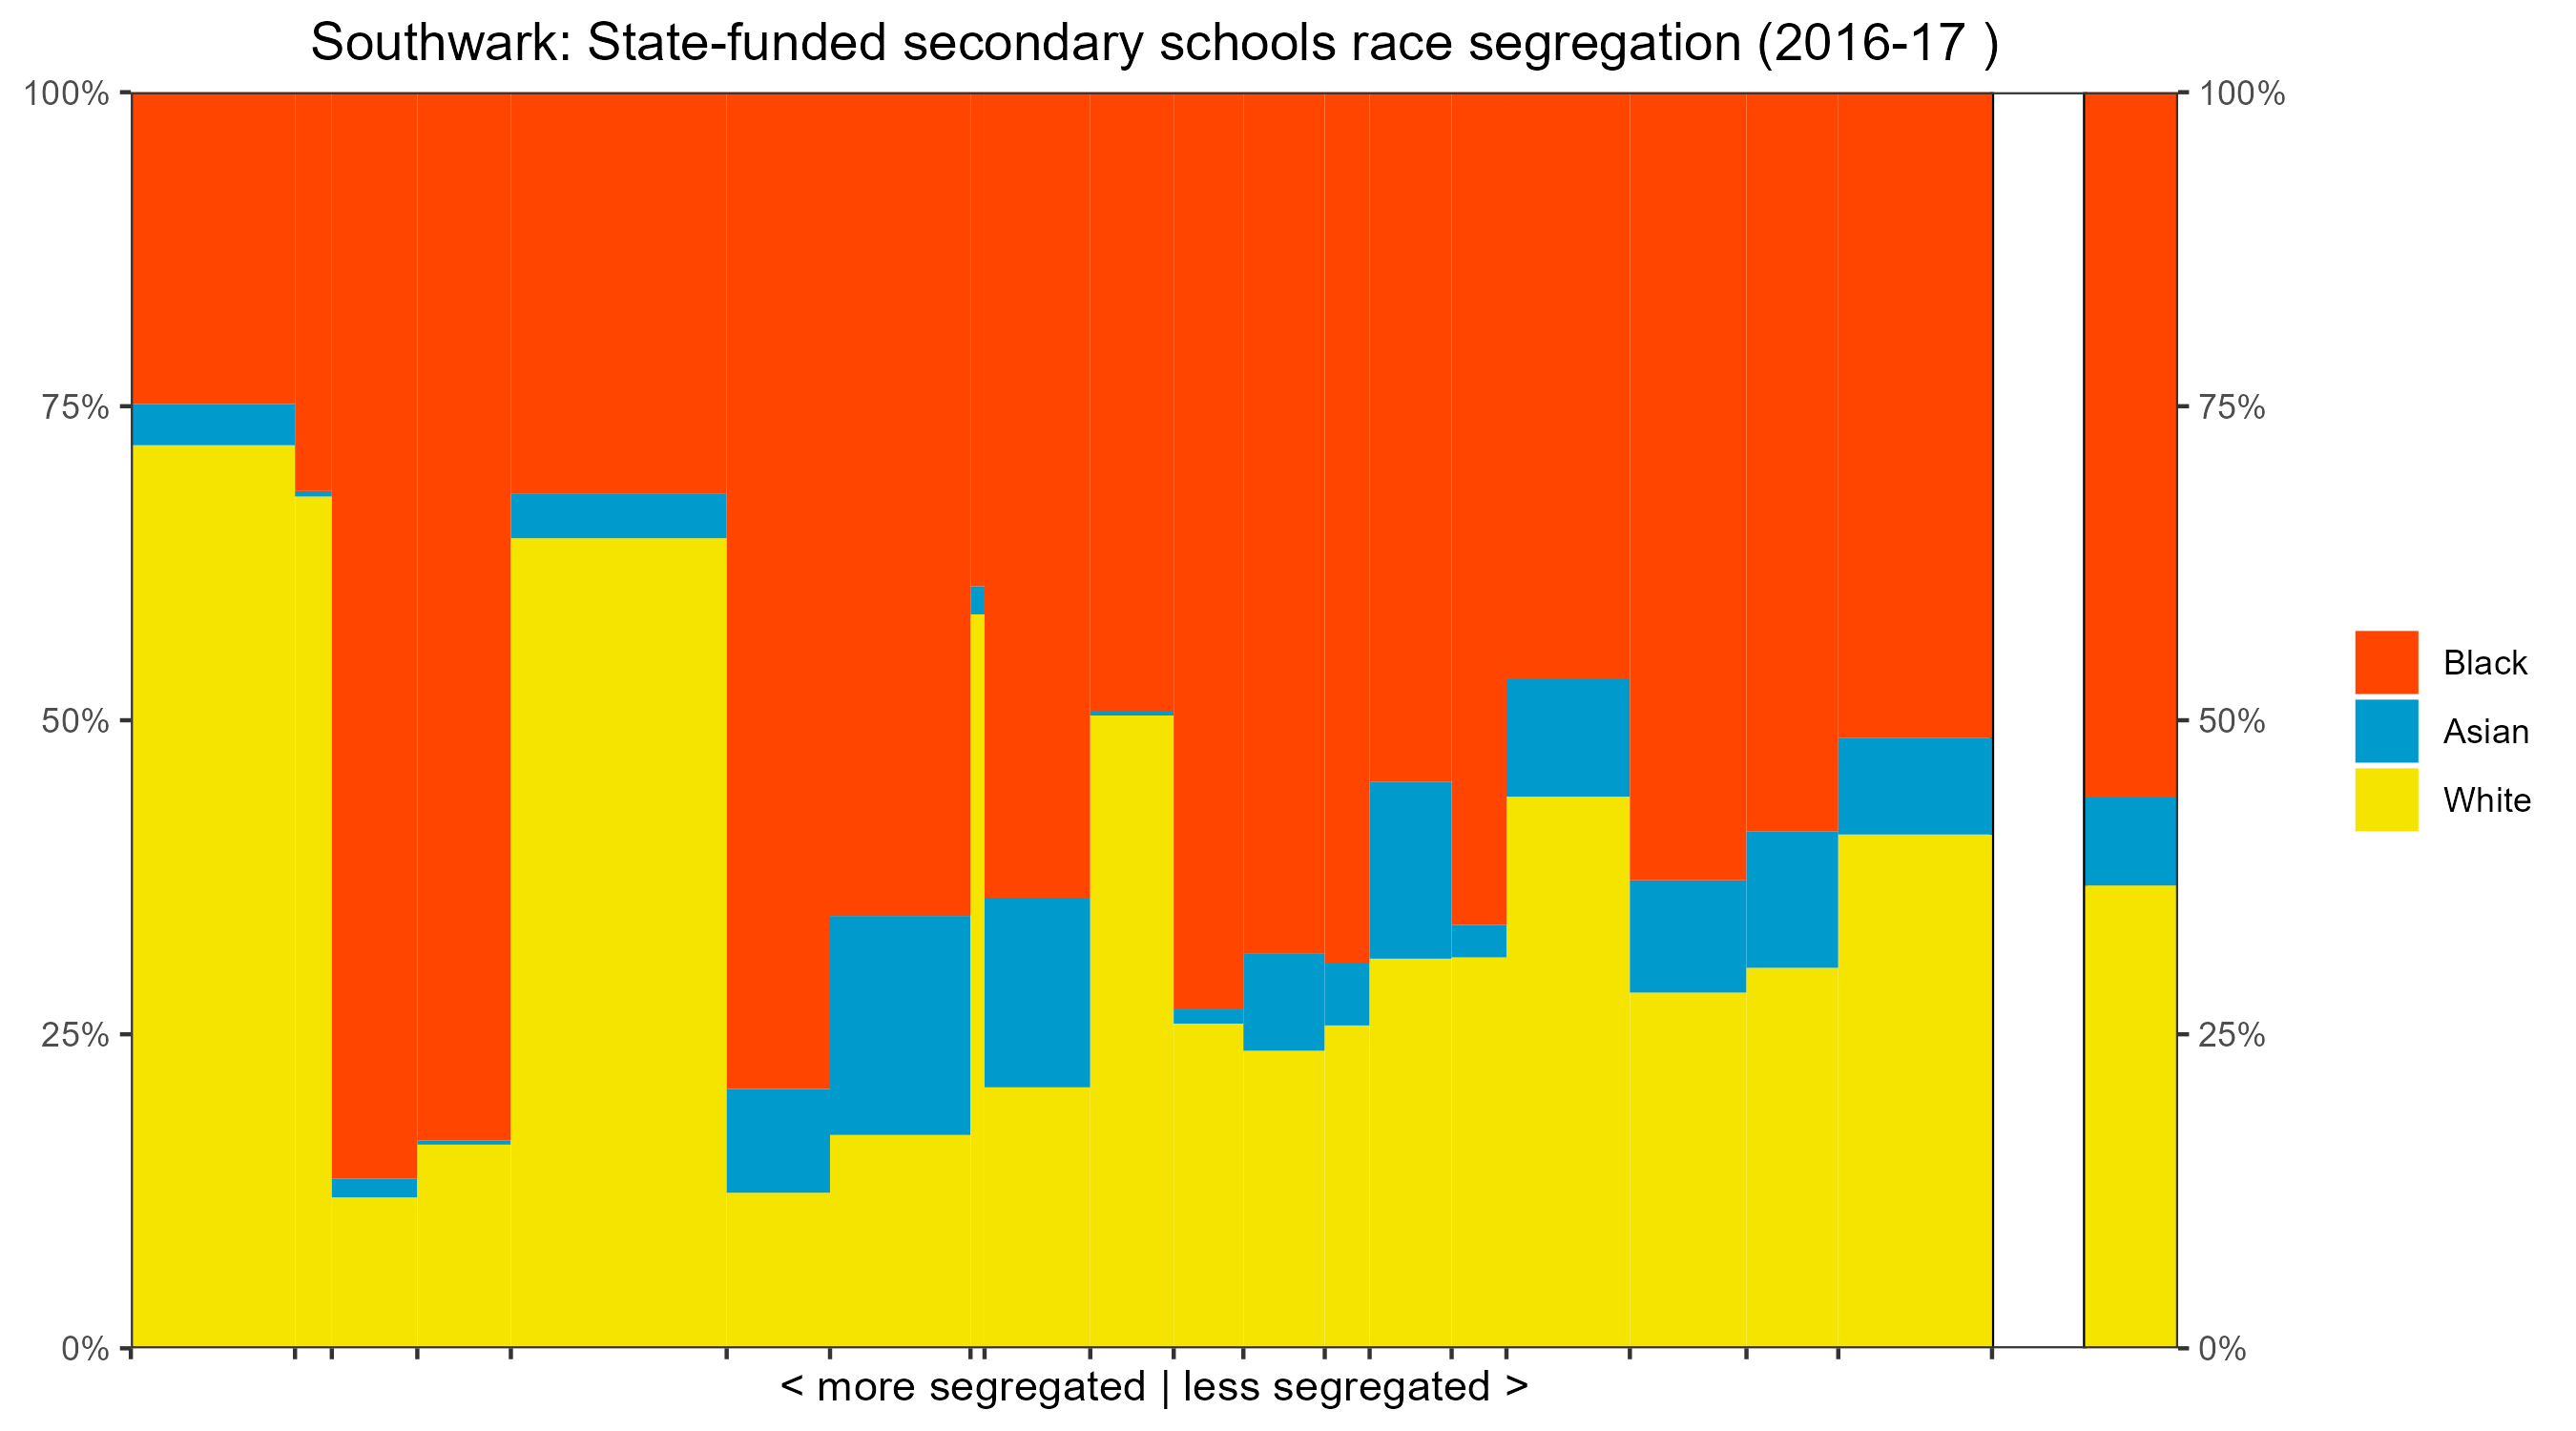 Southwark: State-funded secondary schools race segregation (2016-17 )
100%
75%
50%
25%
0%
100%
75%
50%
25%
0%
Black
Asian
White
< more segregated | less segregated >